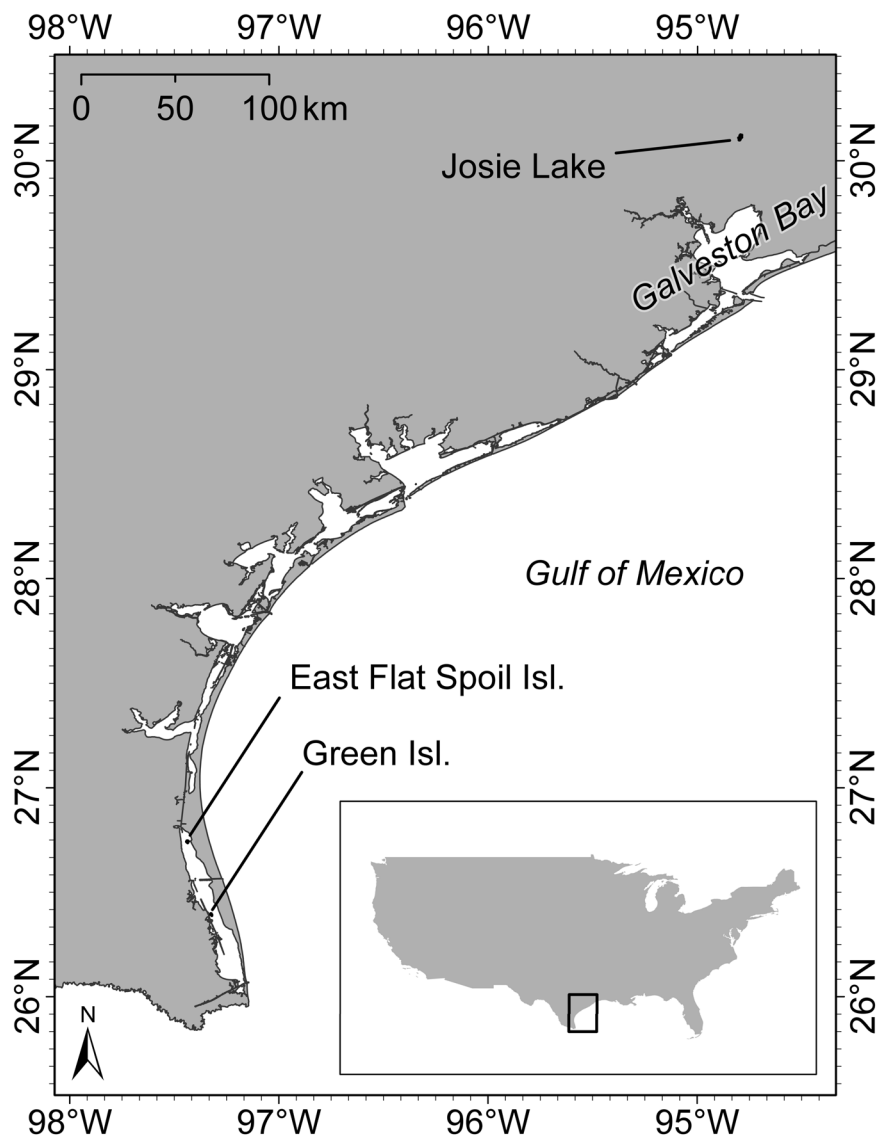 98°W 97°W 96°W 95°W
0 50 100 km
30°N 30°N
Josie Lake
Galveston Bay
29°N 29°N
28°N 28°N
Gulf of Mexico
East Flat Spoil Isl.
Green Isl.
27°N 27°N
26°N 26°N
N
98°W 97°W 96°W 95°W